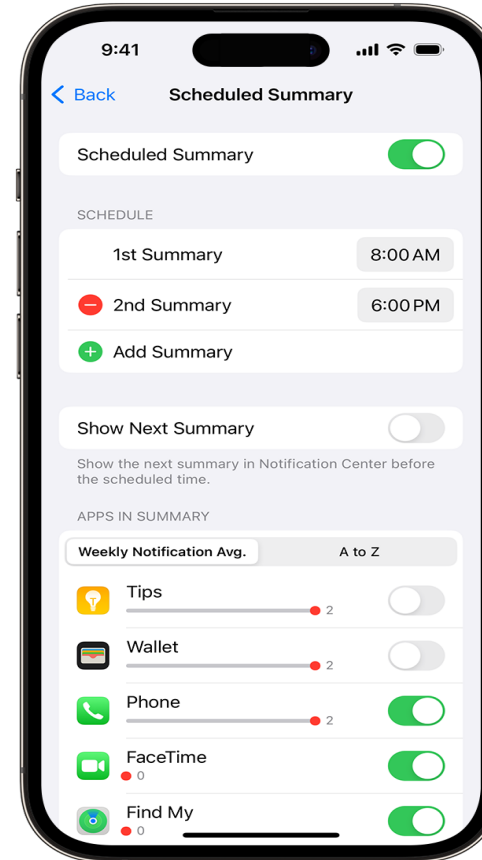 9:41
Back
Scheduled Summary
Scheduled Summary
SCHEDULE
1st Summary
8:00 AM
2nd Summary
6:00 PM
Add Summary
Show Next Summary
Show the next summary in Notification Center before
the scheduled time.
APPS IN SUMMARY
Weekly Notification Avg.
A to Z
Tips
2
Wallet
2
Phone
2
FaceTime
0
Find My
0